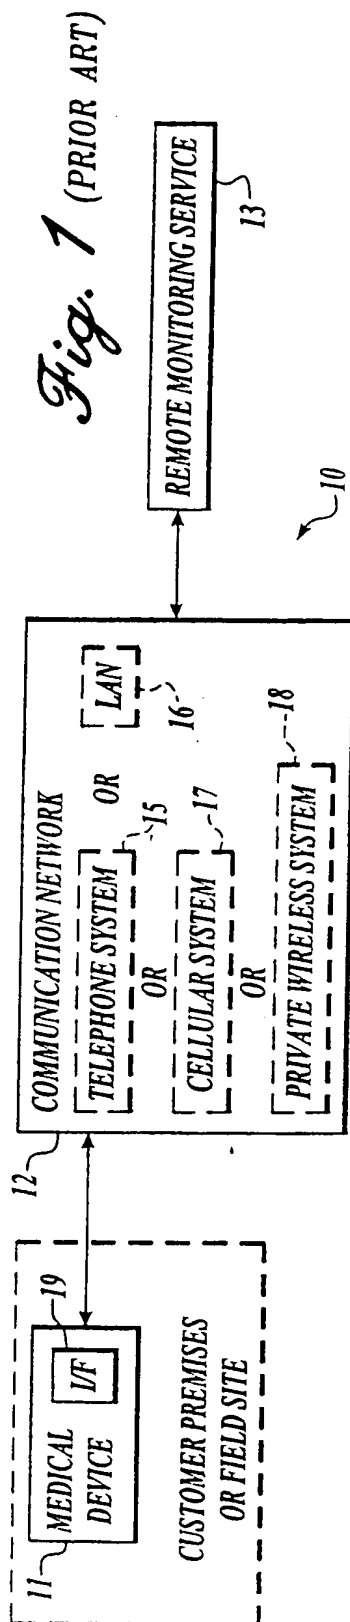 Fig. 1 (PRIOR ART)
11
MEDICAL
DEVICE
I/F
19
CUSTOMER PREMISES
OR FIELD SITE
12
COMMUNICATION NETWORK
TELEPHONE SYSTEM
15
OR
LAN
16
OR
CELLULAR SYSTEM
17
OR
PRIVATE WIRELESS SYSTEM
18
REMOTE MONITORING SERVICE
13
10